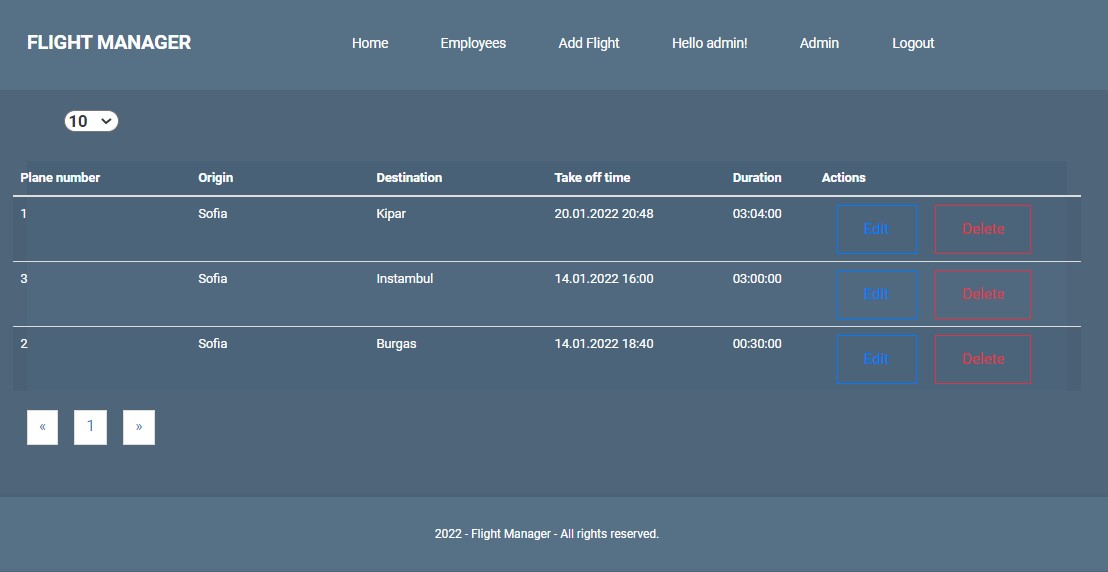 FLIGHT MANAGER Home Employees Add Flight Hello admin! Admin Logout
10
Plane number Origin Destination Take off time Duration Actions
1 Sofia Kipar 20.01.2022 20:48 03:04:00 Edit Delete
3 Sofia Instambul 14.01.2022 16:00 03:00:00 Edit Delete
2 Sofia Burgas 14.01.2022 18:40 00:30:00 Edit Delete
« 1 »
2022 - Flight Manager - All rights reserved.